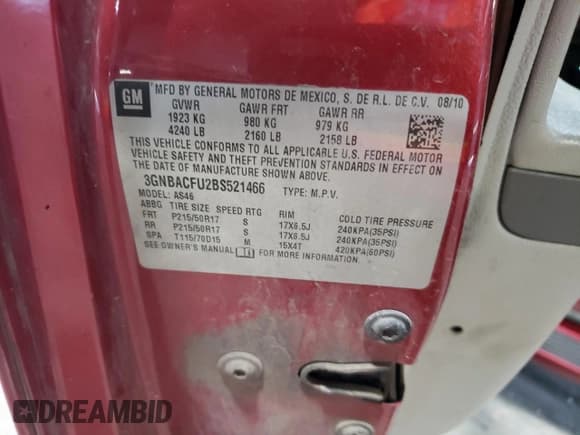 GM
MFD BY GENERAL MOTORS DE MEXICO, S. DE R.L. DE C.V. 08/10
GVWR GAWR FRT GAWR RR
1923 KG 980 KG 979 KG
4240 LB 2160 LB 2158 LB
THIS VEHICLE CONFORMS TO ALL APPLICABLE U.S. FEDERAL MOTOR
VEHICLE SAFETY AND THEFT PREVENTION STANDARDS IN EFFECT ON
THE DATE OF MANUFACTURE SHOWN ABOVE.
3GNBACFU2BS521466 TYPE: M.P.V.
MODEL: AS46
ABBG TIRE SIZE SPEED RTG RIM COLD TIRE PRESSURE
FRT P215/50R17 S 17X6.5J 240KPA(35PSI)
RR P215/50R17 S 17X6.5J 240KPA(35PSI)
SPA T115/70D15 M 15X4T 420KPA(60PSI)
SEE OWNER'S MANUAL FOR MORE INFORMATION.
DREAMBID